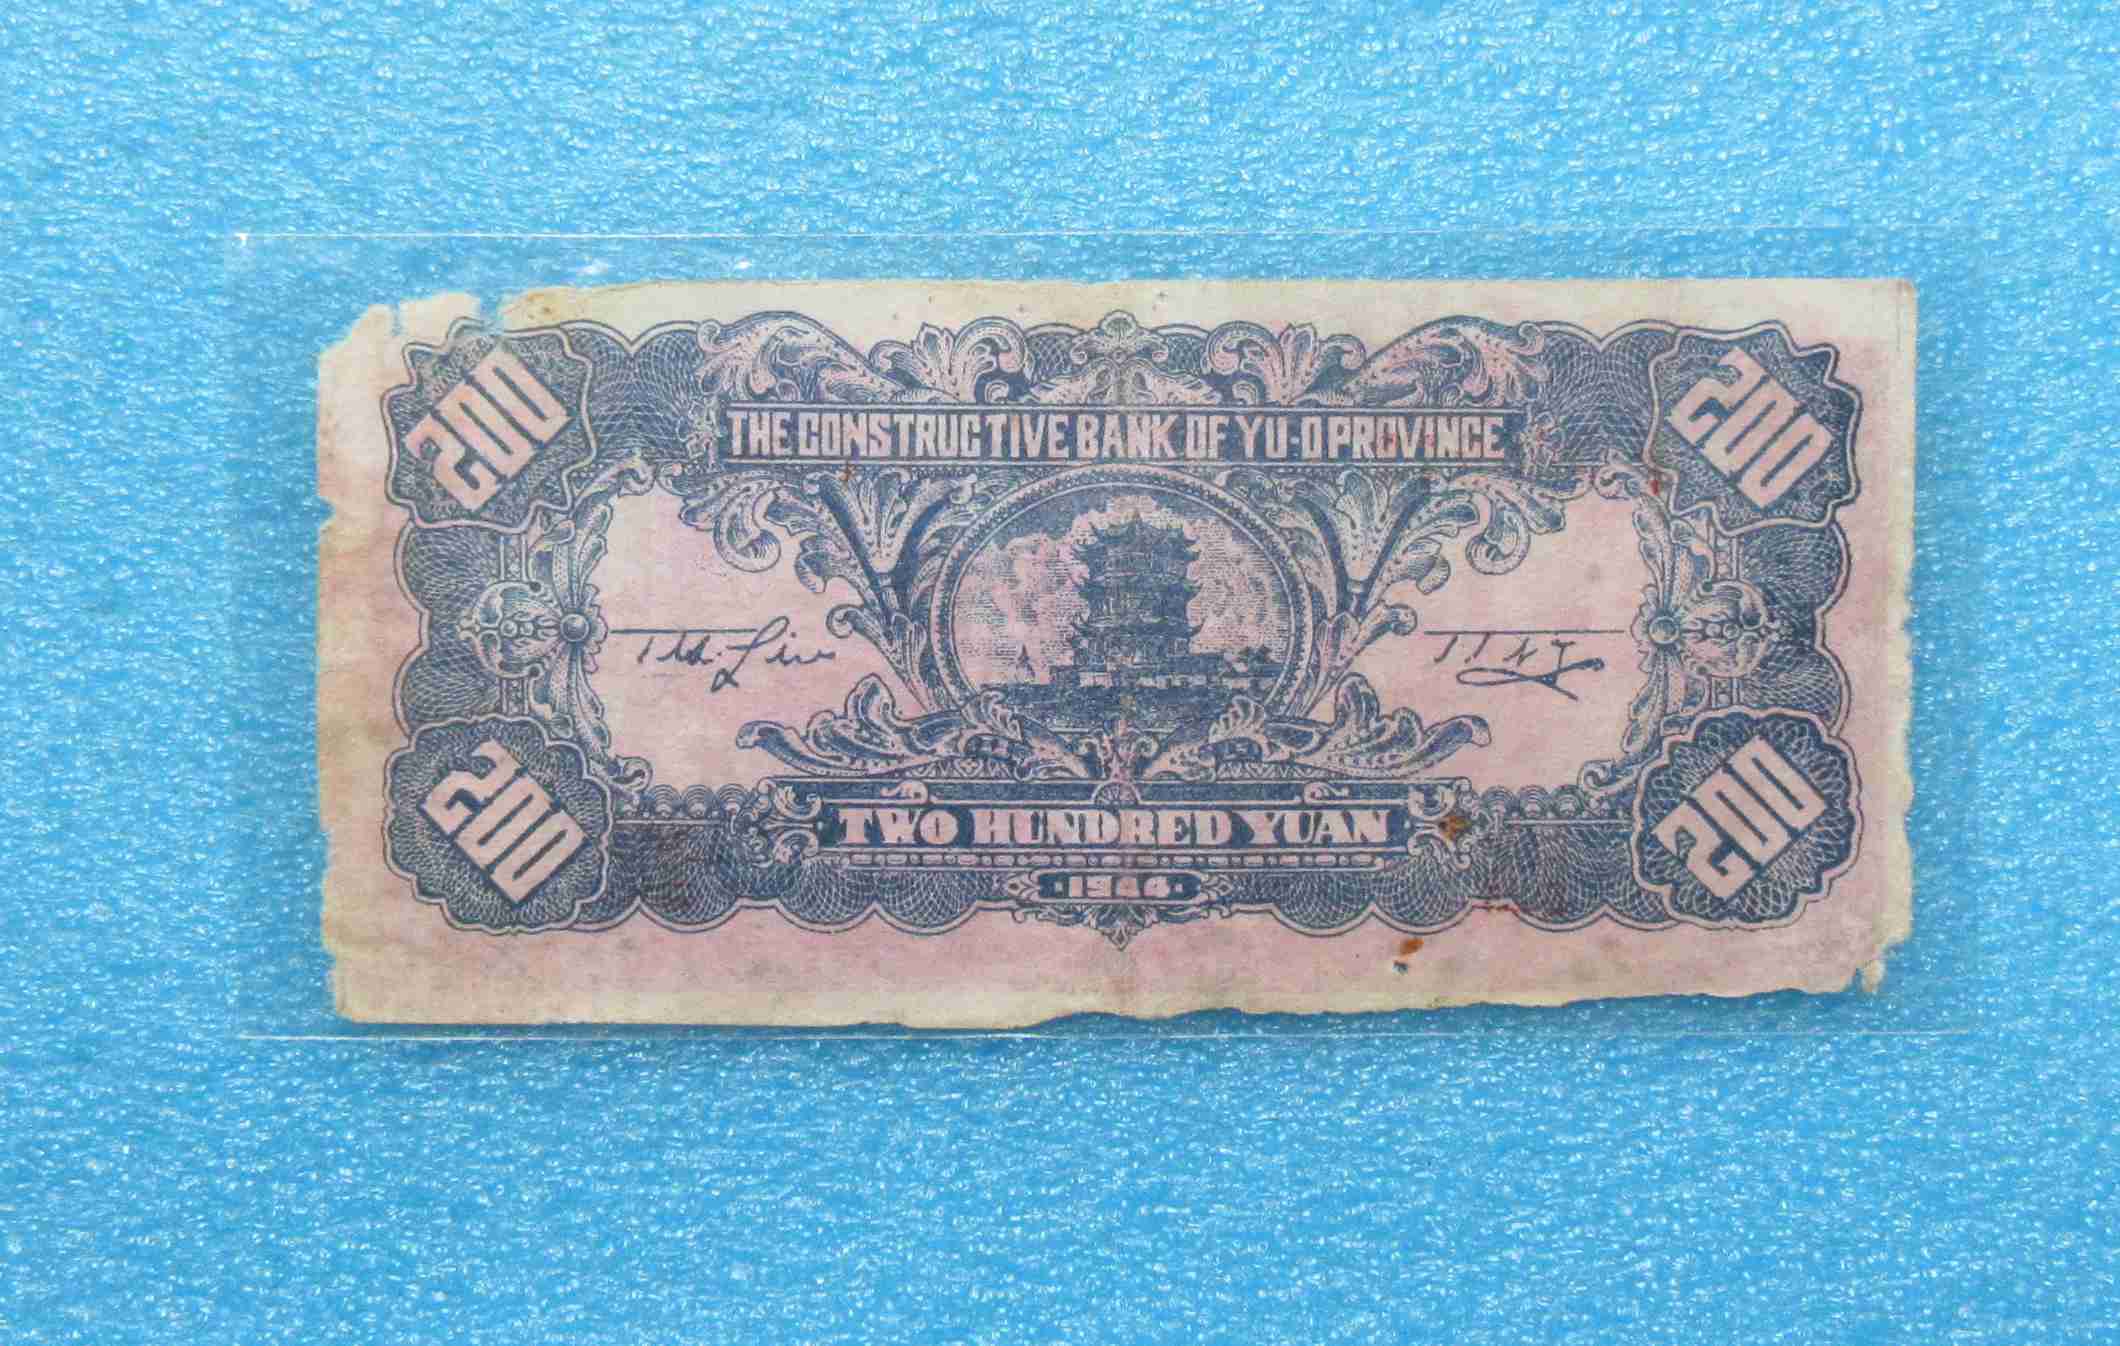 200
200
THE CONSTRUCTIVE BANK OF YU-O PROVINCE
200
200
TWO HUNDRED YUAN
1944